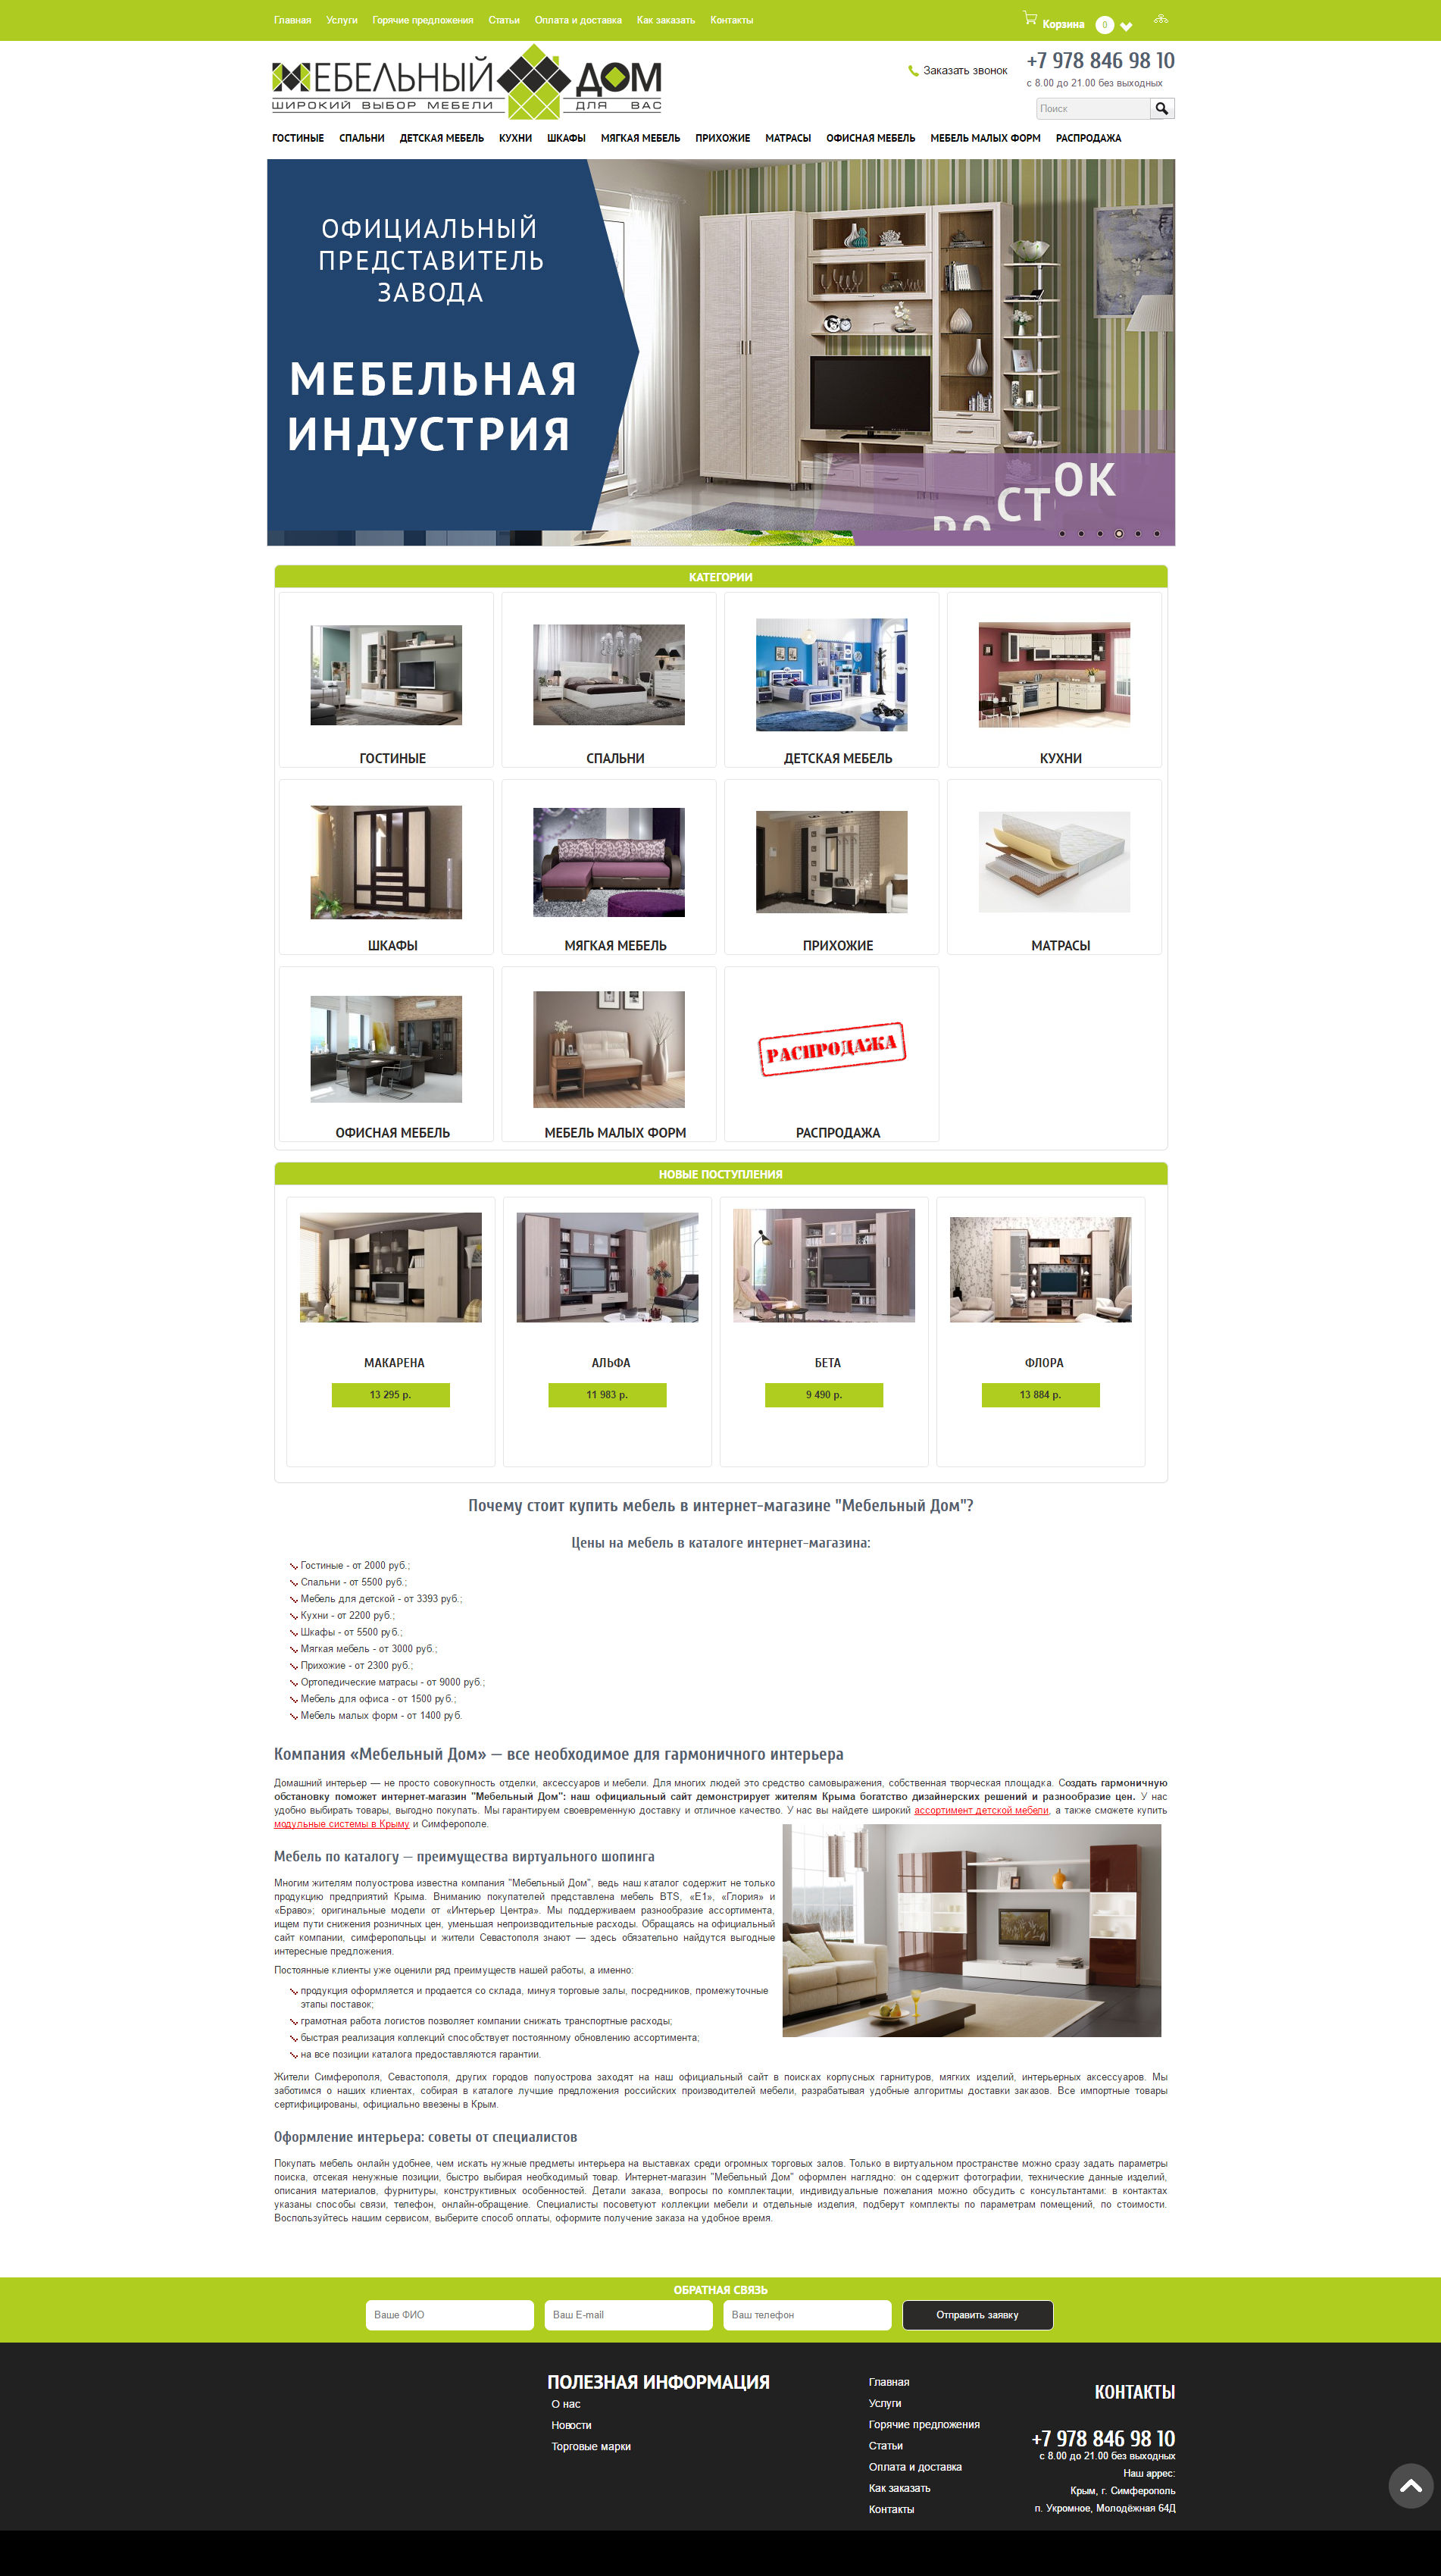 Главная Услуги Горячие предложения Статьи Оплата и доставка Как заказать Контакты
Корзина 0
МЕБЕЛЬНЫЙ ДОМ
ШИРОКИЙ ВЫБОР МЕБЕЛИ ДЛЯ ВАС
Заказать звонок
+7 978 846 98 10
с 8.00 до 21.00 без выходных
Поиск
ГОСТИНЫЕ СПАЛЬНИ ДЕТСКАЯ МЕБЕЛЬ КУХНИ ШКАФЫ МЯГКАЯ МЕБЕЛЬ ПРИХОЖИЕ МАТРАСЫ ОФИСНАЯ МЕБЕЛЬ МЕБЕЛЬ МАЛЫХ ФОРМ РАСПРОДАЖА
ОФИЦИАЛЬНЫЙ
ПРЕДСТАВИТЕЛЬ
ЗАВОДА
МЕБЕЛЬНАЯ
ИНДУСТРИЯ
РОСТОК
КАТЕГОРИИ
ГОСТИНЫЕ СПАЛЬНИ ДЕТСКАЯ МЕБЕЛЬ КУХНИ
ШКАФЫ МЯГКАЯ МЕБЕЛЬ ПРИХОЖИЕ МАТРАСЫ
РАСПРОДАЖА
ОФИСНАЯ МЕБЕЛЬ МЕБЕЛЬ МАЛЫХ ФОРМ РАСПРОДАЖА
НОВЫЕ ПОСТУПЛЕНИЯ
МАКАРЕНА АЛЬФА БЕТА ФЛОРА
13 295 р. 11 983 р. 9 490 р. 13 884 р.
Почему стоит купить мебель в интернет-магазине "Мебельный Дом"?
Цены на мебель в каталоге интернет-магазина:
Гостиные - от 2000 руб.;
Спальни - от 5500 руб.;
Мебель для детской - от 3393 руб.;
Кухни - от 2200 руб.;
Шкафы - от 5500 руб.;
Мягкая мебель - от 3000 руб.;
Прихожие - от 2300 руб.;
Ортопедические матрасы - от 9000 руб.;
Мебель для офиса - от 1500 руб.;
Мебель малых форм - от 1400 руб.
Компания «Мебельный Дом» — все необходимое для гармоничного интерьера
Домашний интерьер — не просто совокупность отделки, аксессуаров и мебели. Для многих людей это средство самовыражения, собственная творческая площадка. Создать гармоничную
обстановку поможет интернет-магазин "Мебельный Дом": наш официальный сайт демонстрирует жителям Крыма богатство дизайнерских решений и разнообразие цен. У нас
удобно выбирать товары, выгодно покупать. Мы гарантируем своевременную доставку и отличное качество. У нас вы найдете широкий ассортимент детской мебели, а также сможете купить
модульные системы в Крыму и Симферополе.
Мебель по каталогу — преимущества виртуального шопинга
Многим жителям полуострова известна компания "Мебельный Дом", ведь наш каталог содержит не только
продукцию предприятий Крыма. Вниманию покупателей представлена мебель BTS, «Е1», «Глория» и
«Браво»; оригинальные модели от «Интерьер Центра». Мы поддерживаем разнообразие ассортимента,
ищем пути снижения розничных цен, уменьшая непроизводительные расходы. Обращаясь на официальный
сайт компании, симферопольцы и жители Севастополя знают — здесь обязательно найдутся выгодные
интересные предложения.
Постоянные клиенты уже оценили ряд преимуществ нашей работы, а именно:
продукция оформляется и продается со склада, минуя торговые залы, посредников, промежуточные
этапы поставок;
грамотная работа логистов позволяет компании снижать транспортные расходы;
быстрая реализация коллекций способствует постоянному обновлению ассортимента;
на все позиции каталога предоставляются гарантии.
Жители Симферополя, Севастополя, других городов полуострова заходят на наш официальный сайт в поисках корпусных гарнитуров, мягких изделий, интерьерных аксессуаров. Мы
заботимся о наших клиентах, собирая в каталоге лучшие предложения российских производителей мебели, разрабатывая удобные алгоритмы доставки заказов. Все импортные товары
сертифицированы, официально ввезены в Крым.
Оформление интерьера: советы от специалистов
Покупать мебель онлайн удобнее, чем искать нужные предметы интерьера на выставках среди огромных торговых залов. Только в виртуальном пространстве можно сразу задать параметры
поиска, отсекая ненужные позиции, быстро выбирая необходимый товар. Интернет-магазин "Мебельный Дом" оформлен наглядно: он содержит фотографии, технические данные изделий,
описания материалов, фурнитуры, конструктивных особенностей. Детали заказа, вопросы по комплектации, индивидуальные пожелания можно обсудить с консультантами: в контактах
указаны способы связи, телефон, онлайн-обращение. Специалисты посоветуют коллекции мебели и отдельные изделия, подберут комплекты по параметрам помещений, по стоимости.
Воспользуйтесь нашим сервисом, выберите способ оплаты, оформите получение заказа на удобное время.
ОБРАТНАЯ СВЯЗЬ
Ваше ФИО Ваш E-mail Ваш телефон Отправить заявку
ПОЛЕЗНАЯ ИНФОРМАЦИЯ
О нас
Новости
Торговые марки
Главная
Услуги
Горячие предложения
Статьи
Оплата и доставка
Как заказать
Контакты
КОНТАКТЫ
+7 978 846 98 10
с 8.00 до 21.00 без выходных
Наш аррес:
Крым, г. Симферополь
п. Укромное, Молодёжная 64Д